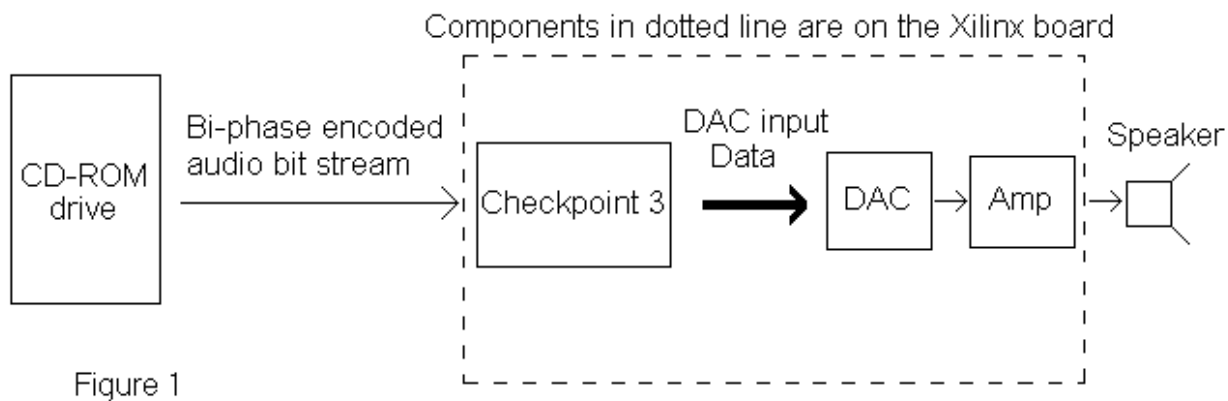 Components in dotted line are on the Xilinx board
CD-ROM
drive
Bi-phase encoded
audio bit stream
Checkpoint 3
DAC input
Data
DAC
Amp
Speaker
Figure 1